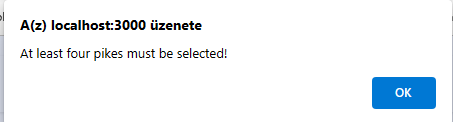 A(z) localhost:3000 üzenete
At least four pikes must be selected!
OK